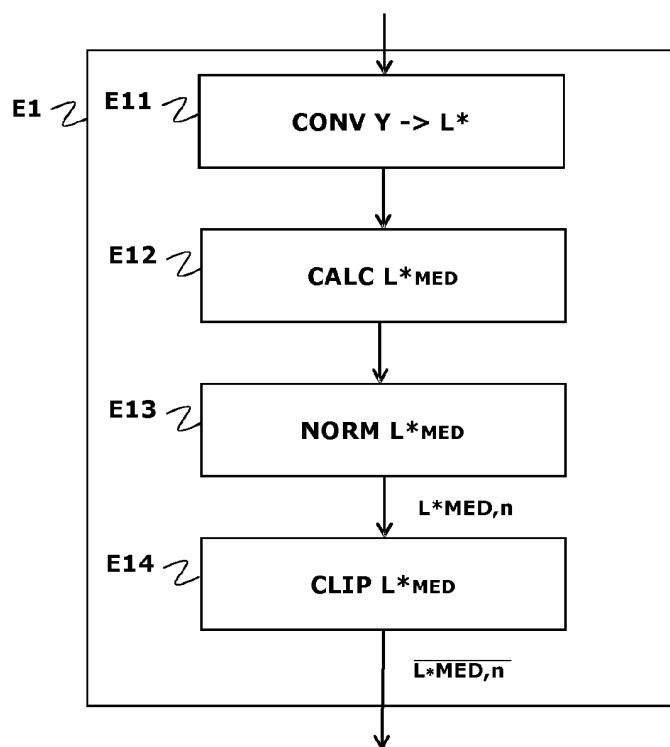 E1
E11
CONV Y -> L*
E12
CALC L*MED
E13
NORM L*MED
L*MED,n
E14
CLIP L*MED
L*MED,n